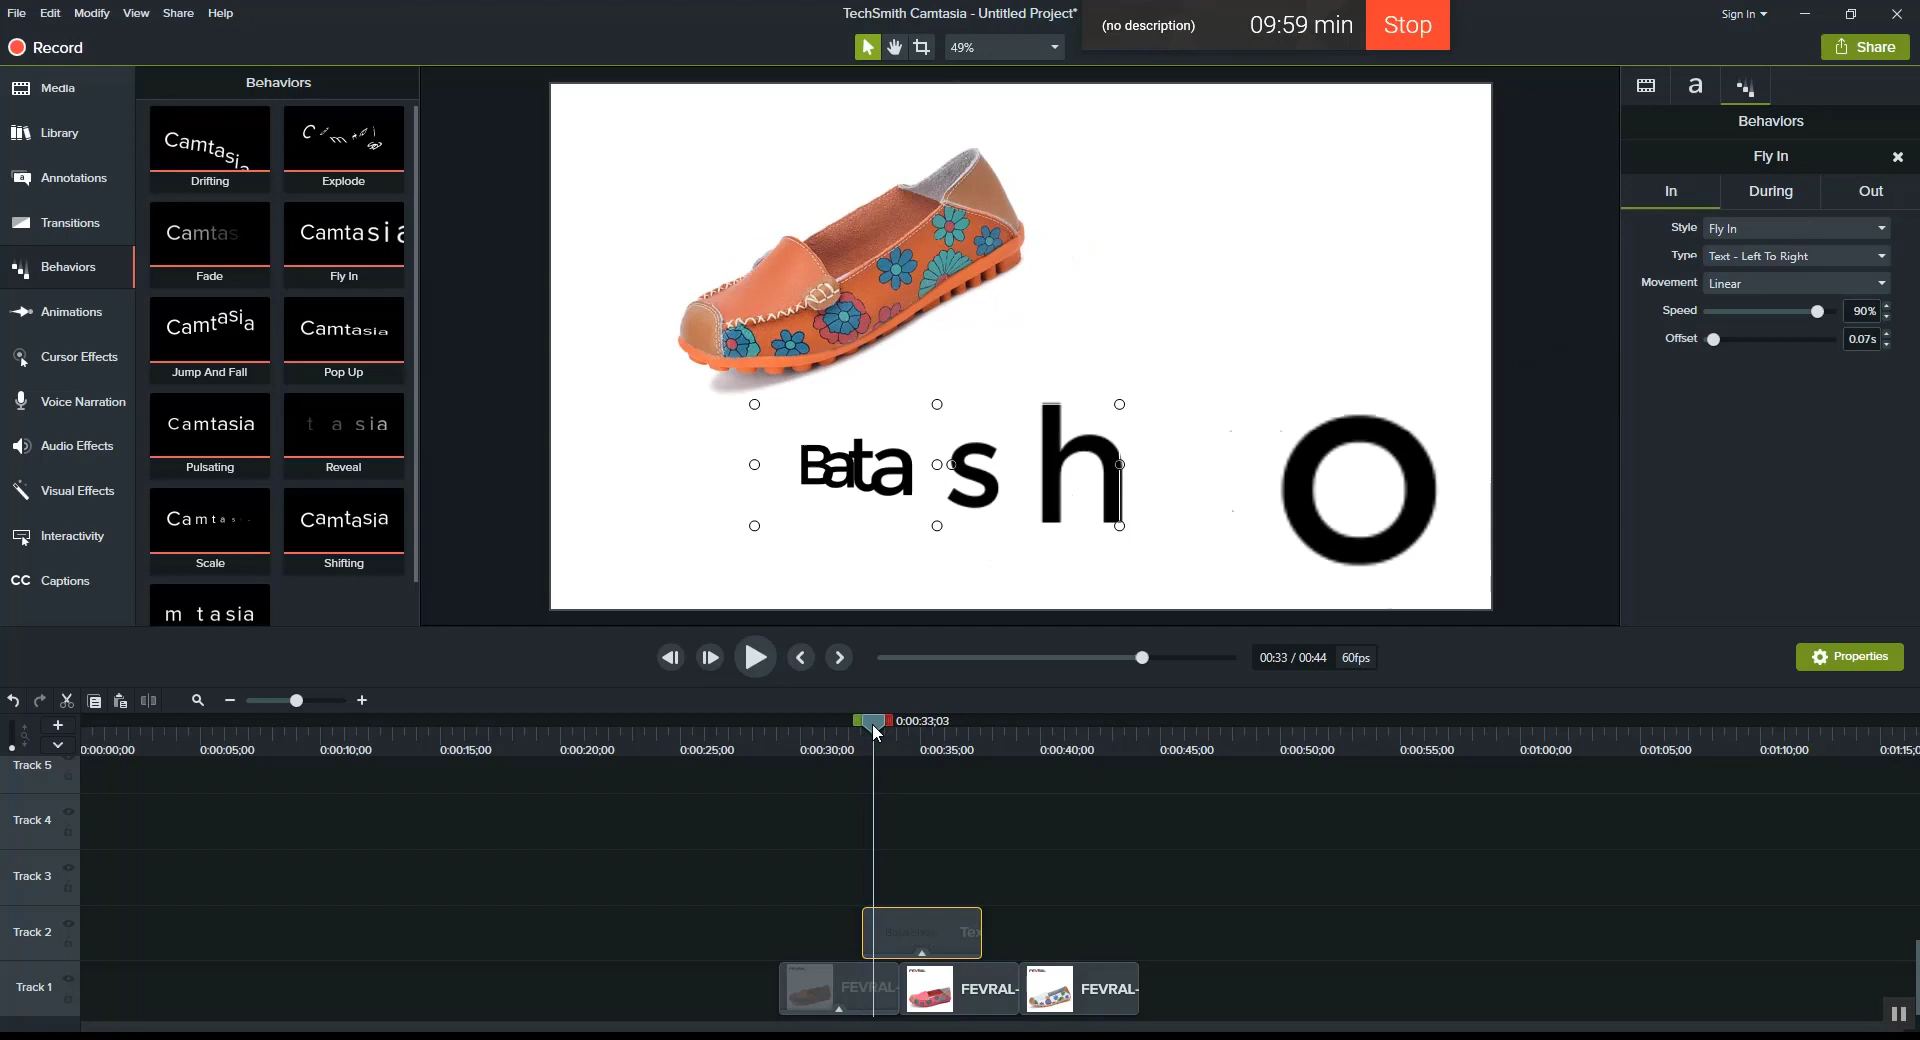 File Edit Modify View Share Help
TechSmith Camtasia - Untitled Project*
(no description) 09:59 min Stop
Sign In
Record
49%
Share
Media
Library
Annotations
Transitions
Behaviors
Animations
Cursor Effects
Voice Narration
Audio Effects
Visual Effects
Interactivity
CC Captions
Behaviors
Camtasia
Drifting
Explode
Camtas
Fade
Camtasia
Fly In
Camtasia
Jump And Fall
Camtasia
Pop Up
Camtasia
Pulsating
t a sia
Reveal
Camtas
Scale
Camtasia
Shifting
m t a sia
Batash O
a
Behaviors
Fly In
In During Out
Style Fly In
Type Text - Left To Right
Movement Linear
Speed 90%
Offset 0.07s
00:33 / 00:44 60fps
Properties
0:00:33;03
0:00:00;00 0:00:05;00 0:00:10;00 0:00:15;00 0:00:20;00 0:00:25;00 0:00:30;00 0:00:35;00 0:00:40;00 0:00:45;00 0:00:50;00 0:00:55;00 0:01:00;00 0:01:05;00 0:01:10;00 0:01:15;0
Track 5
Track 4
Track 3
Track 2
Tex
Track 1
FEVRAL- FEVRAL- FEVRAL-